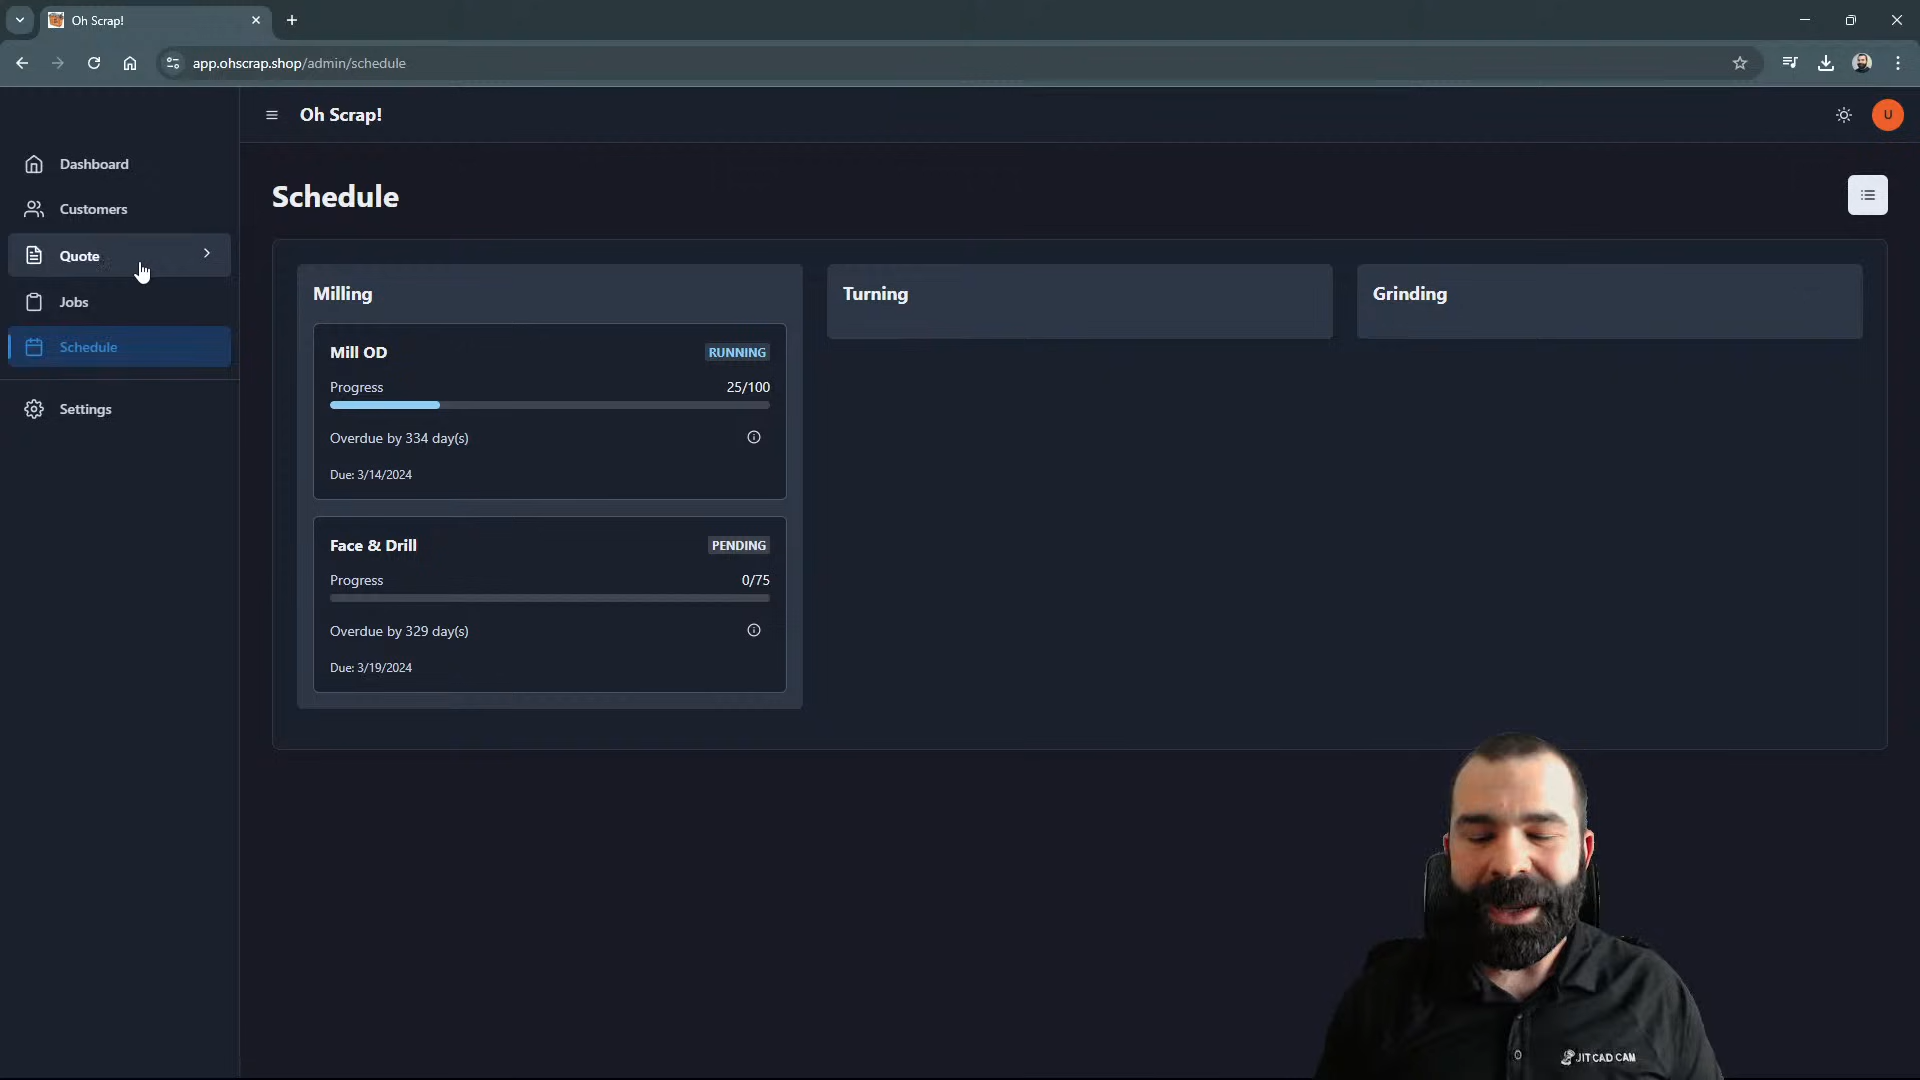 Oh Scrap!
app.ohscrap.shop/admin/schedule
Oh Scrap!
U
Dashboard
Customers
Quote
Jobs
Schedule
Settings
Schedule
Milling
Mill OD
RUNNING
Progress
25/100
Overdue by 334 day(s)
Due: 3/14/2024
Face & Drill
PENDING
Progress
0/75
Overdue by 329 day(s)
Due: 3/19/2024
Turning
Grinding
JIT CAD CAM